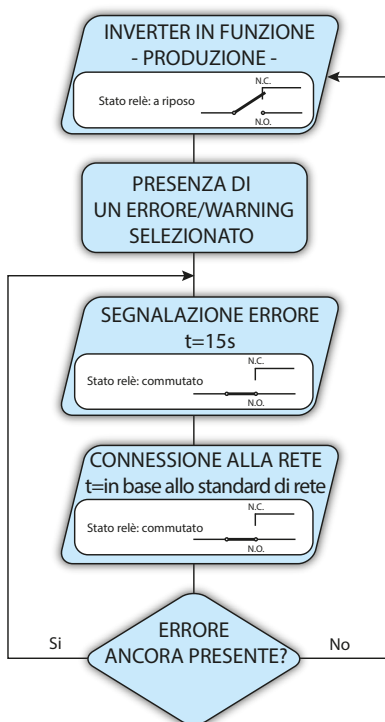 INVERTER IN FUNZIONE
- PRODUZIONE -
N.C.
Stato relè: a riposo
N.O.
PRESENZA DI
UN ERRORE/WARNING
SELEZIONATO
SEGNALAZIONE ERRORE
t=15s
N.C.
Stato relè: commutato
N.O.
CONNESSIONE ALLA RETE
t=in base allo standard di rete
N.C.
Stato relè: commutato
N.O.
Si
ERRORE
ANCORA PRESENTE?
No